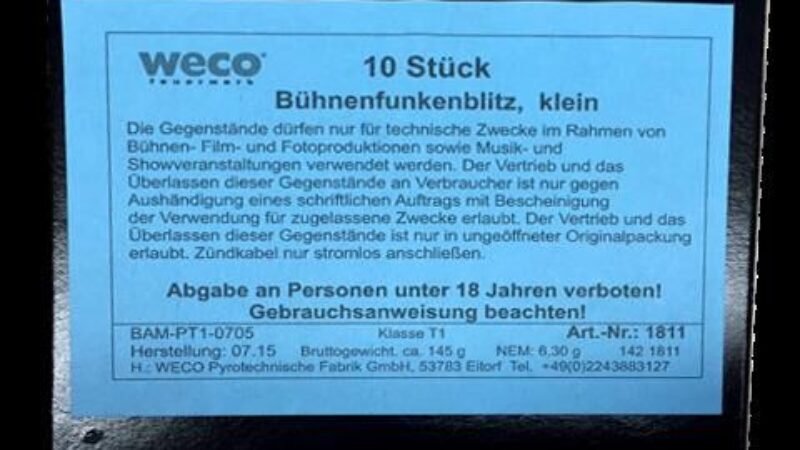 weco
feuerwerk
10 Stück
Bühnenfunkenblitz, klein
Die Gegenstände dürfen nur für technische Zwecke im Rahmen von
Bühnen- Film- und Fotoproduktionen sowie Musik- und
Showveranstaltungen verwendet werden. Der Vertrieb und das
Überlassen dieser Gegenstände an Verbraucher ist nur gegen
Aushändigung eines schriftlichen Auftrags mit Bescheinigung
der Verwendung für zugelassene Zwecke erlaubt. Der Vertrieb und das
Überlassen dieser Gegenstände ist nur in ungeöffneter Originalpackung
erlaubt. Zündkabel nur stromlos anschließen.
Abgabe an Personen unter 18 Jahren verboten!
Gebrauchsanweisung beachten!
BAM-PT1-0705 Klasse T1 Art.-Nr.: 1811
Herstellung: 07.15 Bruttogewicht. ca. 145 g NEM: 6,30 g 142 1811
H.: WECO Pyrotechnische Fabrik GmbH, 53783 Eitorf Tel. +49(0)2243883127